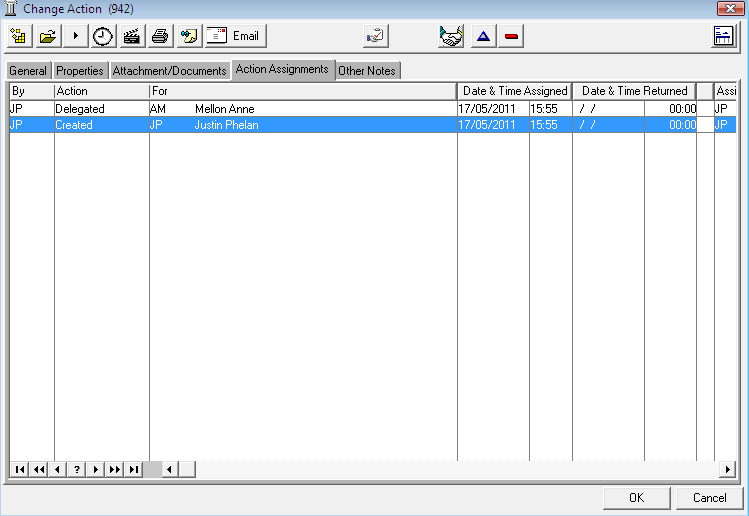 Change Action (942)
Email
General Properties Attachment/Documents Action Assignments Other Notes
By Action For Date & Time Assigned Date & Time Returned Assi
JP Delegated AM Mellon Anne 17/05/2011 15:55 / / 00:00 JP
JP Created JP Justin Phelan 17/05/2011 15:55 / / 00:00 JP
?
OK Cancel